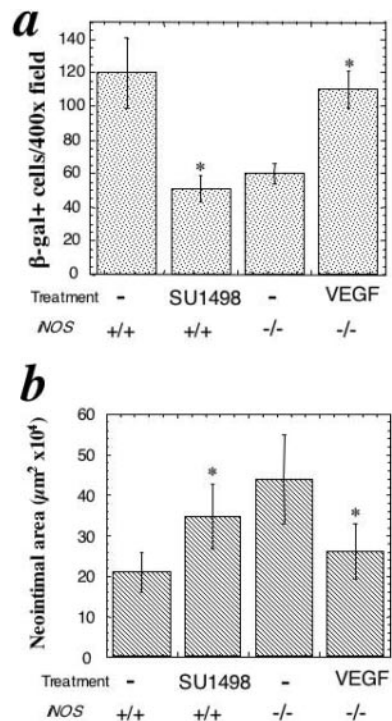 a
β-gal+ cells/400x field
140
120
100
80
60
40
20
0
*
*
Treatment - SU1498 - VEGF
iNOS +/+ +/+ -/- -/-
b
Neointimal area (µm² x10⁴)
60
50
40
30
20
10
0
*
*
Treatment - SU1498 - VEGF
iNOS +/+ +/+ -/- -/-